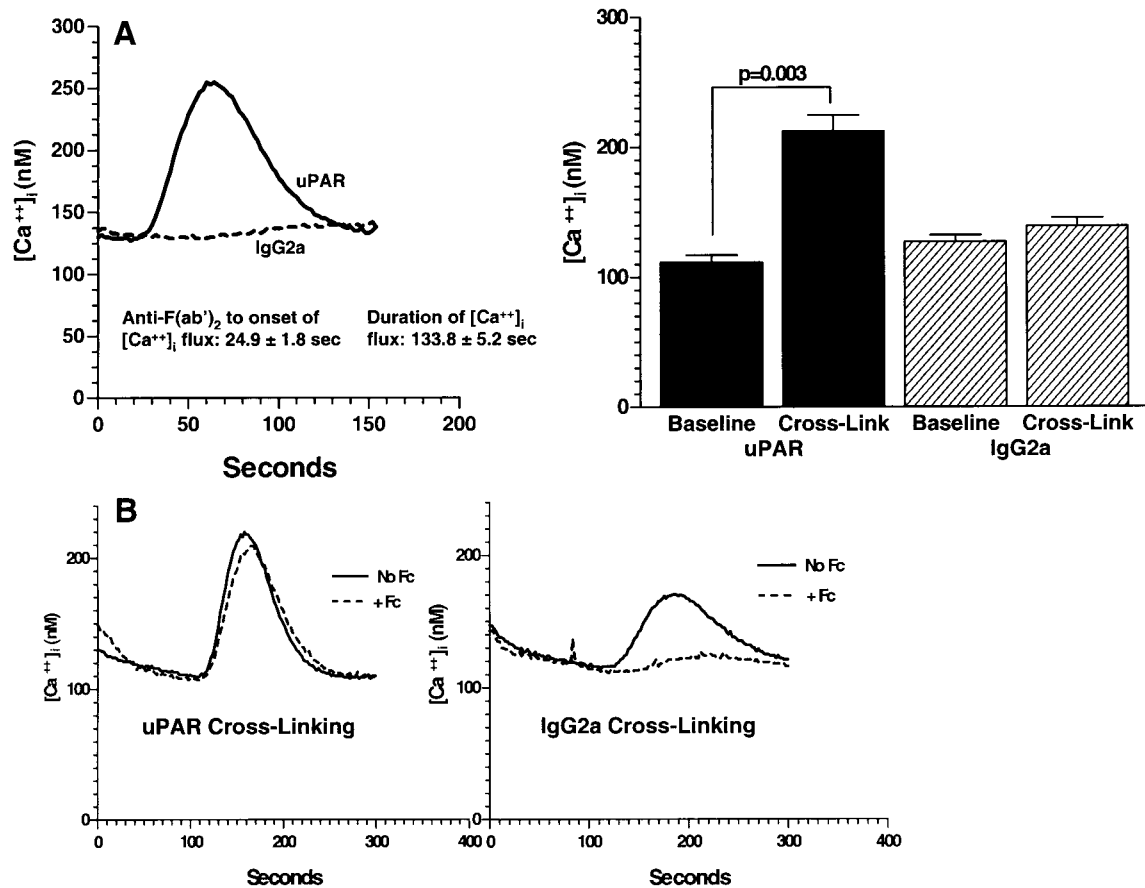 A
300
250
200
150
100
50
0
[Ca⁺⁺]ᵢ (nM)
uPAR
IgG2a
Anti-F(ab')₂ to onset of
[Ca⁺⁺]ᵢ flux: 24.9 ± 1.8 sec
Duration of [Ca⁺⁺]ᵢ
flux: 133.8 ± 5.2 sec
0 50 100 150 200
Seconds
300
200
100
0
[Ca⁺⁺]ᵢ (nM)
p=0.003
Baseline Cross-Link Baseline Cross-Link
uPAR IgG2a
B
200
100
0
[Ca⁺⁺]ᵢ (nM)
No Fc
+ Fc
uPAR Cross-Linking
0 100 200 300 400
Seconds
200
100
0
[Ca⁺⁺]ᵢ (nM)
No Fc
+ Fc
IgG2a Cross-Linking
0 100 200 300 400
Seconds